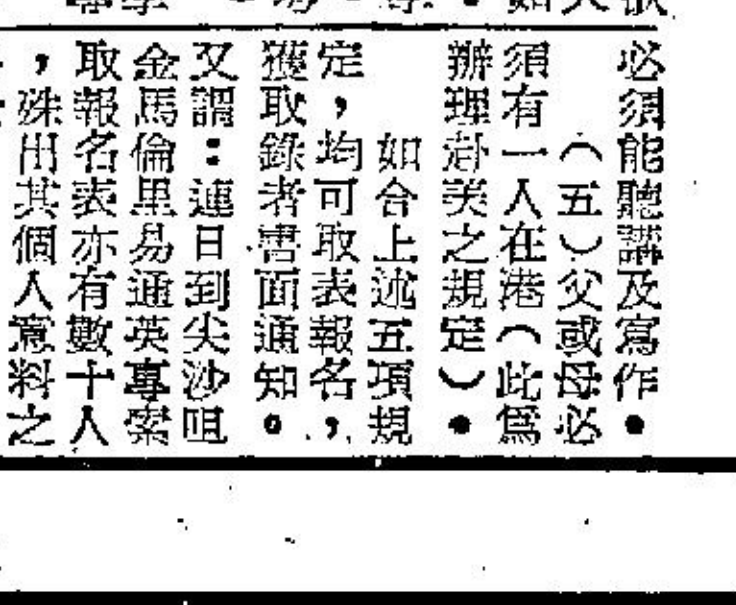 必須能聽講及寫作。
（五）父或母必
須有一人在港（此爲
辦理赴美之規定）。
如合上述五項規
定，均可取表報名，
獲取錄者書面通知。
又謂：連日到尖沙咀
金馬倫里易通英專索
取報名表亦有數十人
，殊出其個人意料之